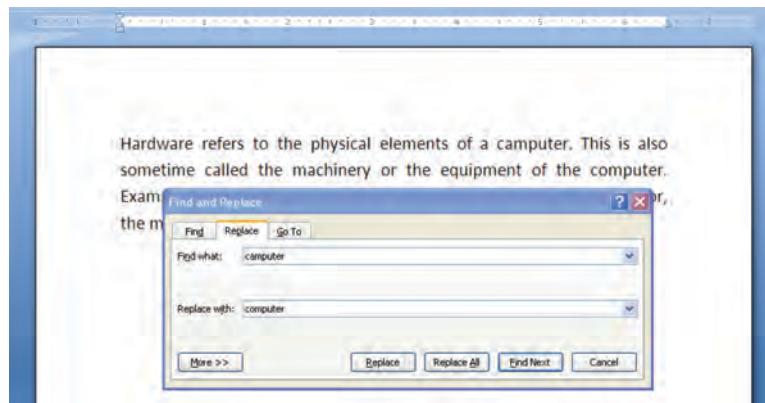 Hardware refers to the physical elements of a camputer. This is also
sometime called the machinery or the equipment of the computer.
Exam
the m
Find and Replace
Find Replace Go To
Find what: camputer
Replace with: computer
More >> Replace Replace All Find Next Cancel